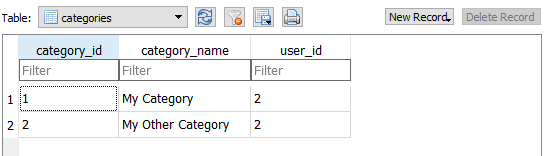 Table: categories New Record Delete Record
category_id category_name user_id
Filter Filter Filter
1 1 My Category 2
2 2 My Other Category 2